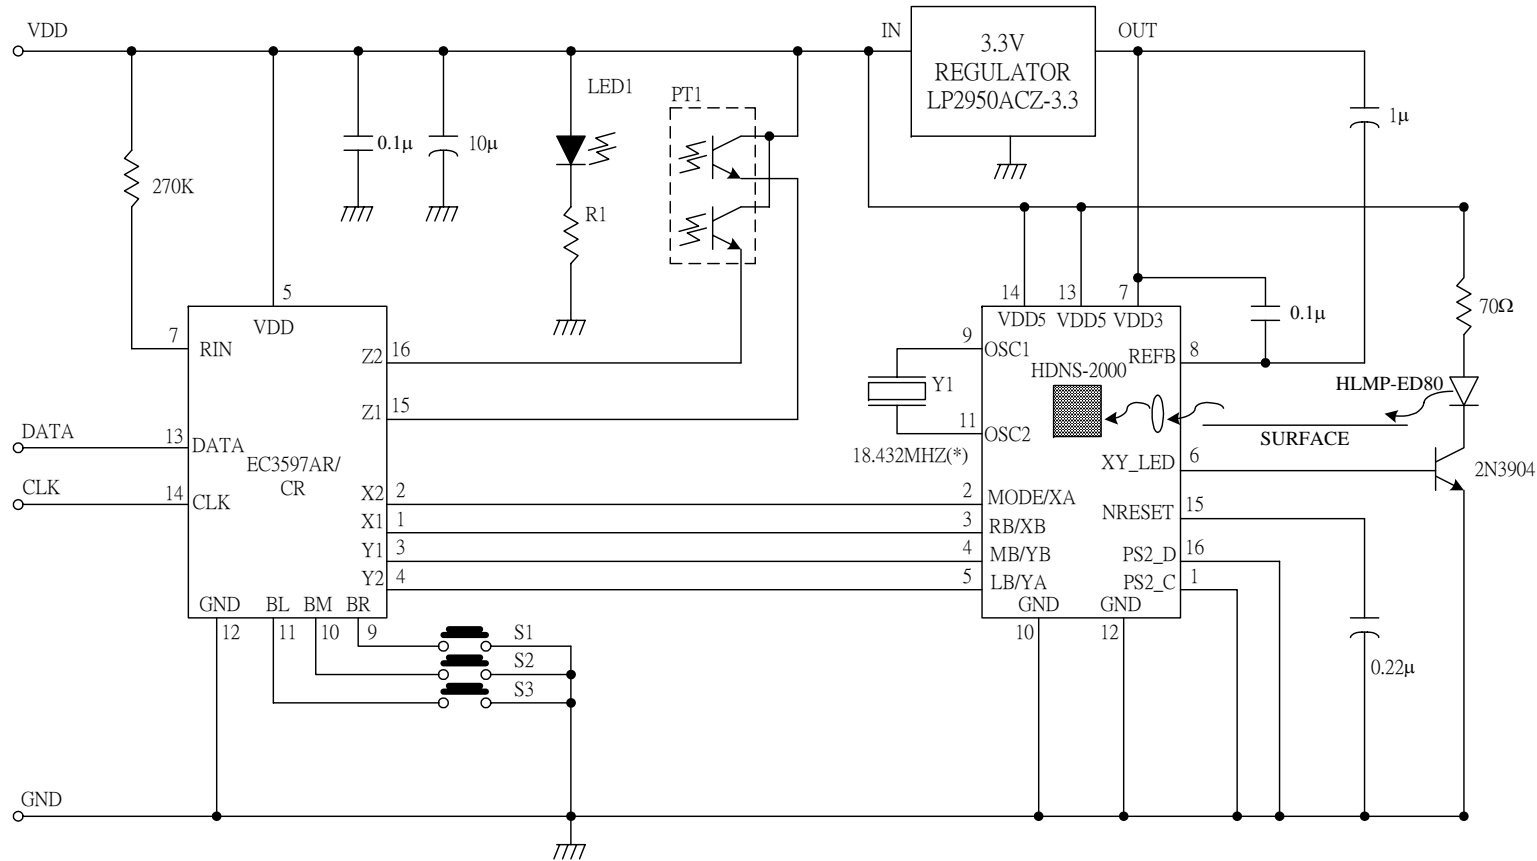 VDD
IN
OUT
3.3V
REGULATOR
LP2950ACZ-3.3
LED1
PT1
1μ
0.1μ
10μ
270K
R1
5
14
13
7
VDD
VDD5
VDD5
VDD3
70Ω
0.1μ
7
RIN
Z2
16
9
OSC1
REFB
8
HDNS-2000
Y1
HLMP-ED80
Z1
15
11
OSC2
DATA
13
DATA
18.432MHZ(*)
SURFACE
EC3597AR/
CR
XY_LED
6
2N3904
CLK
14
CLK
X2
2
2
MODE/XA
X1
1
3
RB/XB
NRESET
15
Y1
3
4
MB/YB
PS2_D
16
Y2
4
5
LB/YA
PS2_C
1
GND
BL
BM
BR
GND
GND
12
11
10
9
10
12
S1
S2
S3
0.22μ
GND